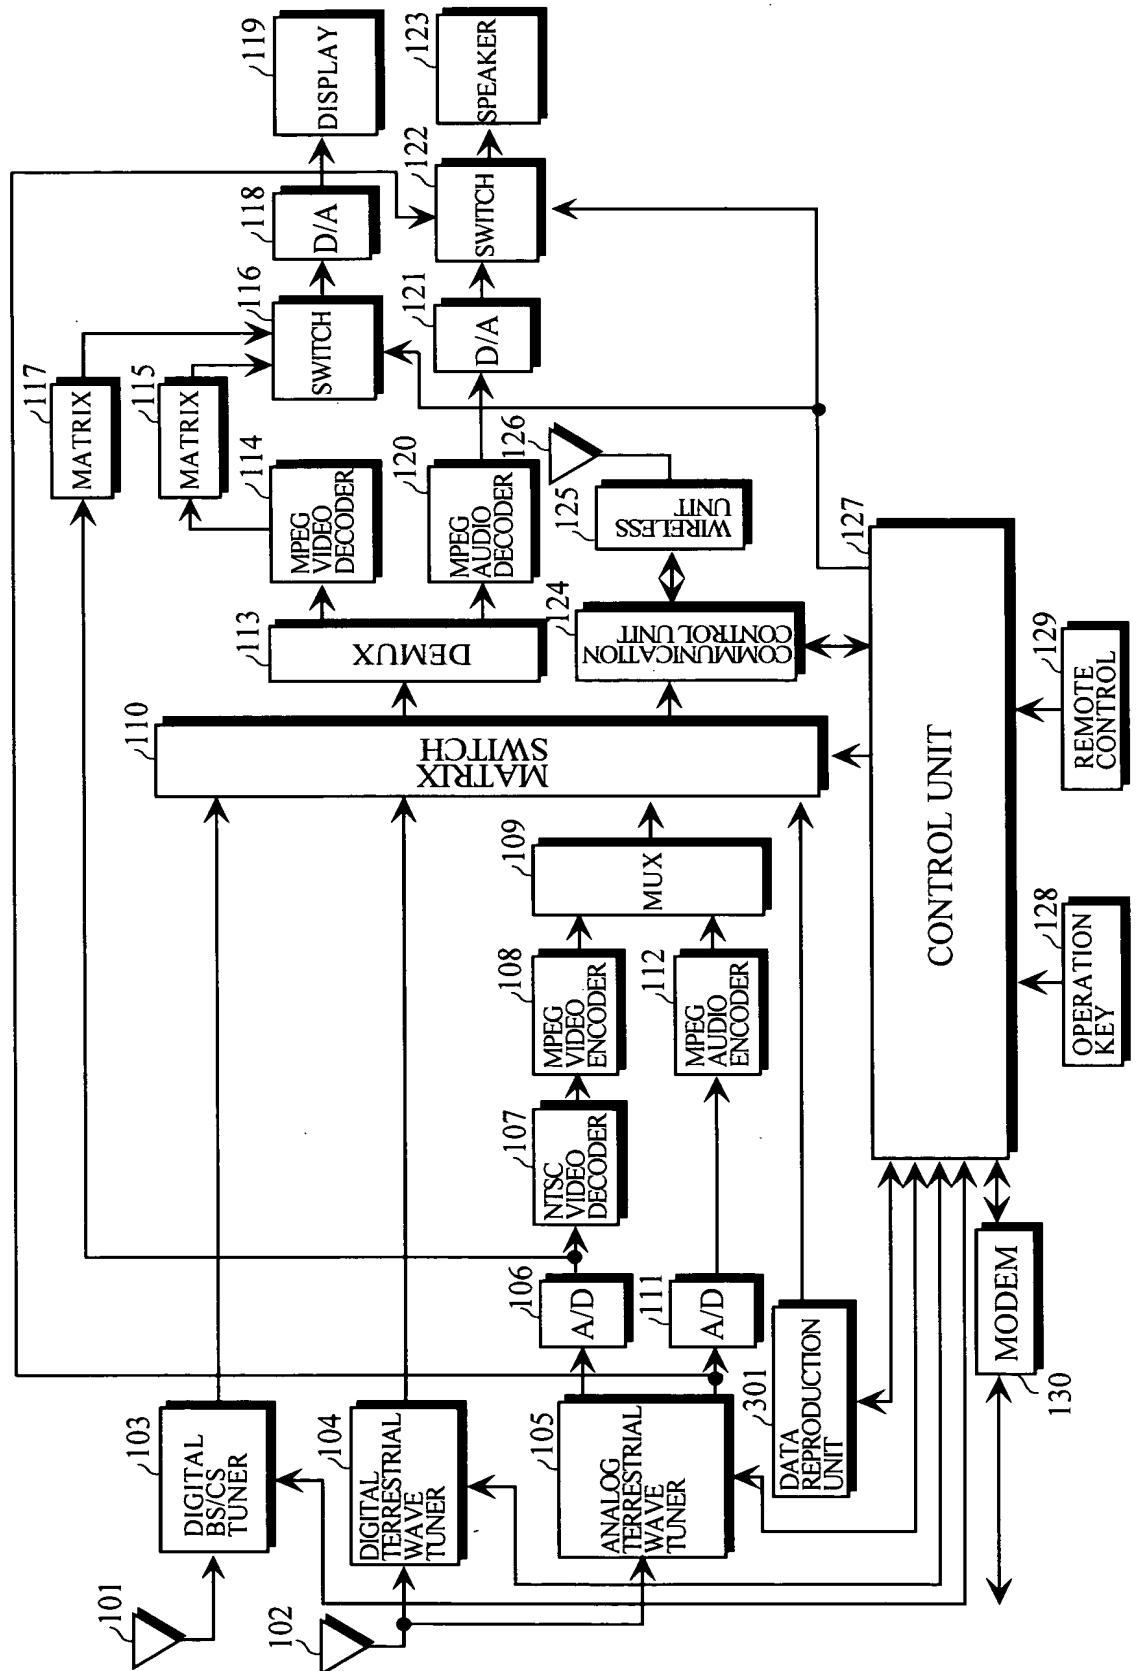 119
DISPLAY
123
SPEAKER
118
D/A
122
SWITCH
116
SWITCH
121
D/A
117
MATRIX
115
MATRIX
114
MPEG
VIDEO
DECODER
120
MPEG
AUDIO
DECODER
126
125
WIRELESS
UNIT
113
DEMUX
124
COMMUNICATION
CONTROL UNIT
127
CONTROL UNIT
129
REMOTE
CONTROL
128
OPERATION
KEY
110
MATRIX
SWITCH
109
MUX
108
MPEG
VIDEO
ENCODER
112
MPEG
AUDIO
ENCODER
107
NTSC
VIDEO
DECODER
106
A/D
111
A/D
103
DIGITAL
BS/CS
TUNER
104
DIGITAL
TERRESTRIAL
WAVE
TUNER
105
ANALOG
TERRESTRIAL
WAVE
TUNER
301
DATA
REPRODUCTION
UNIT
MODEM
130
101
102